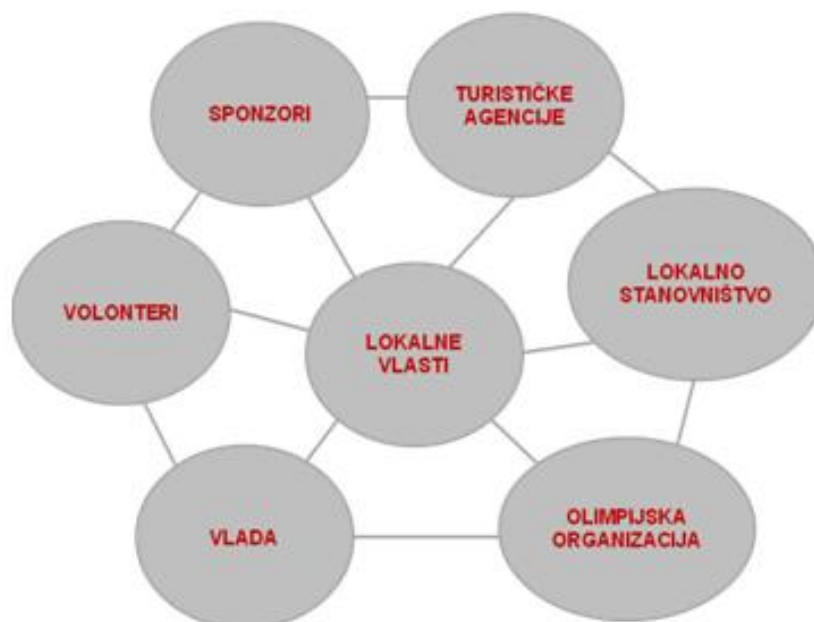 SPONZORI
TURISTIČKE
AGENCIJE
LOKALNO
STANOVNIŠTVO
VOLONTERI
LOKALNE
VLASTI
VLADA
OLIMPIJSKA
ORGANIZACIJA